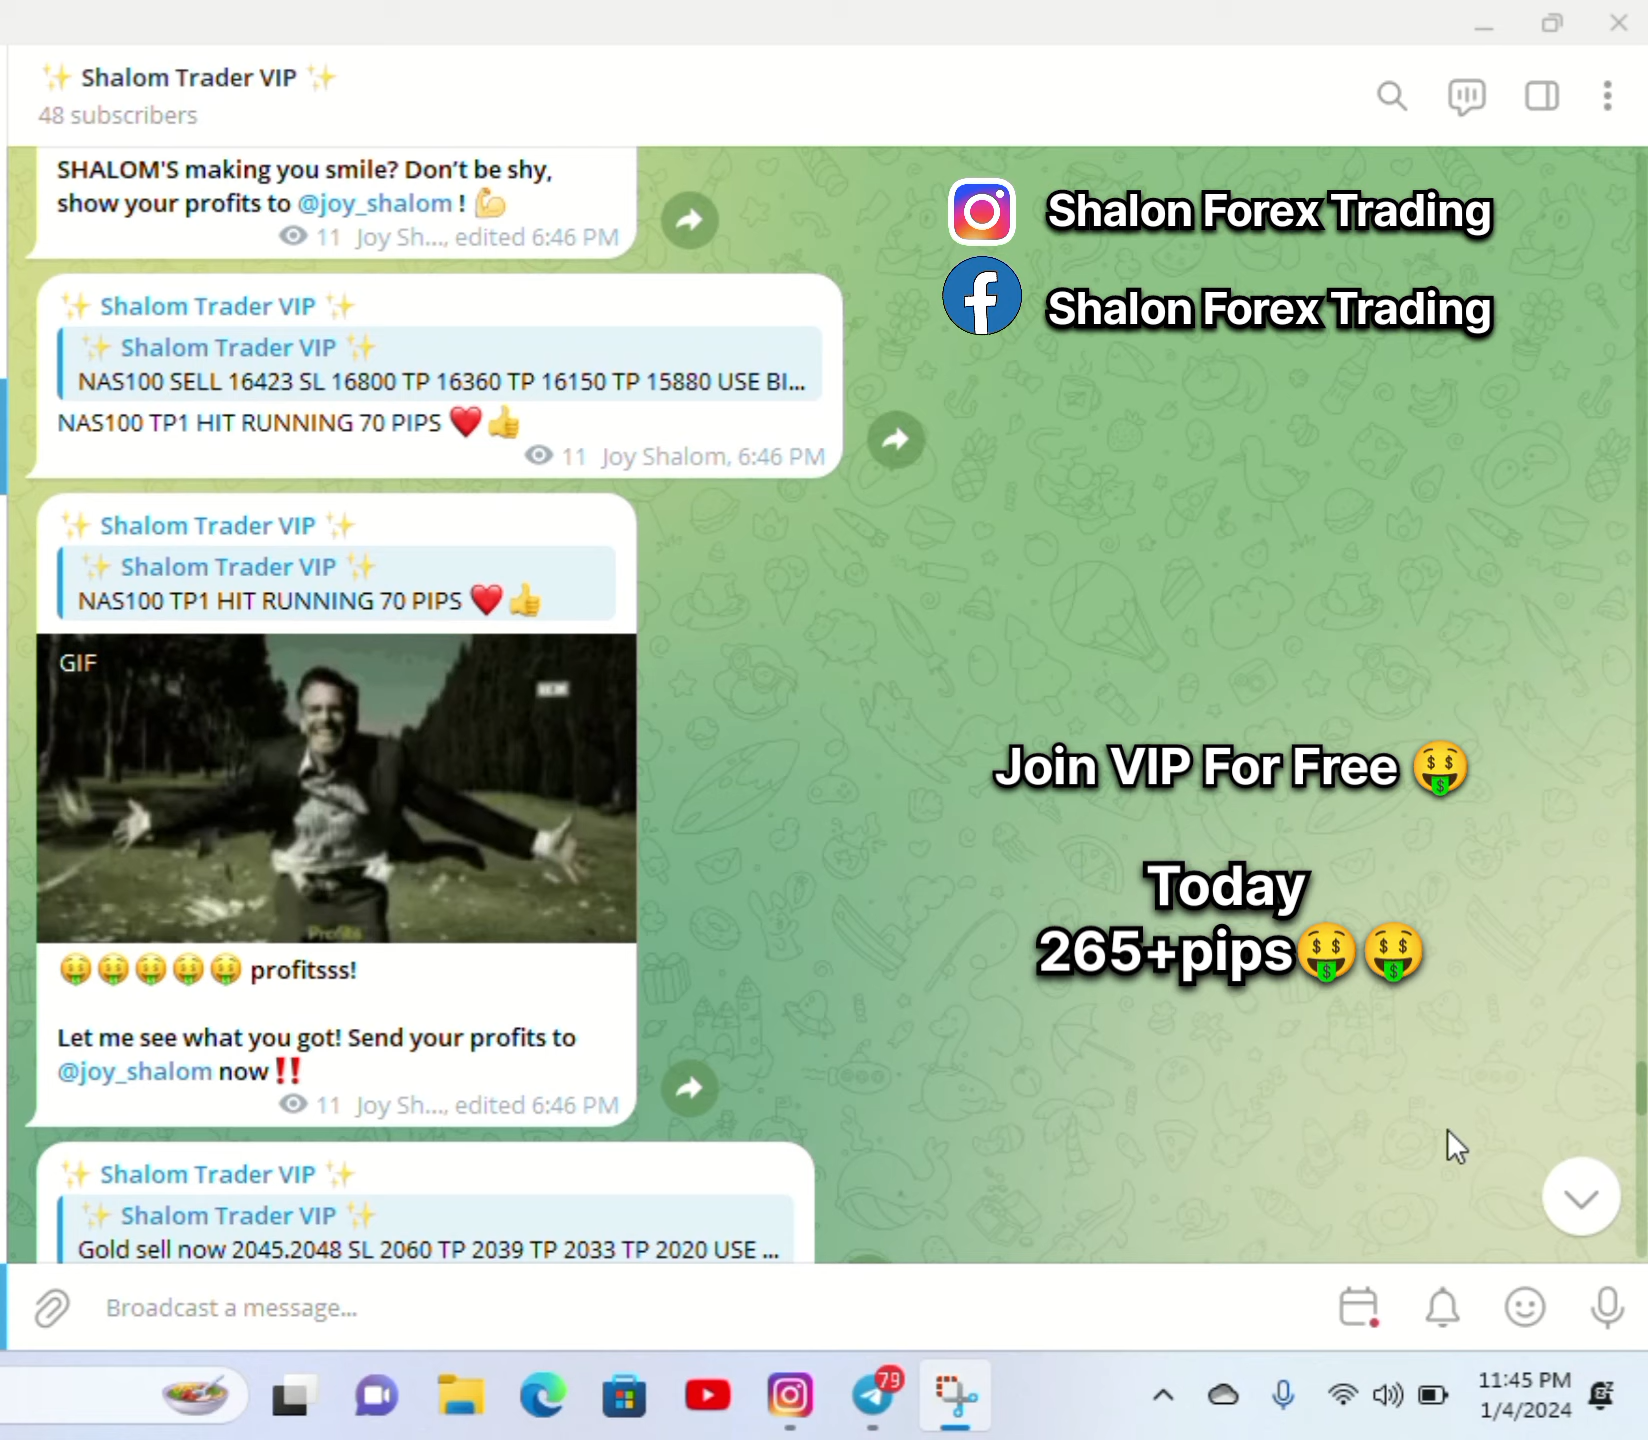 Shalom Trader VIP
48 subscribers
SHALOM'S making you smile? Don't be shy,
show your profits to @joy_shalom !
11 Joy Sh..., edited 6:46 PM
Shalon Forex Trading
Shalon Forex Trading
Shalom Trader VIP
Shalom Trader VIP
NAS100 SELL 16423 SL 16800 TP 16360 TP 16150 TP 15880 USE BI...
NAS100 TP1 HIT RUNNING 70 PIPS ❤️👍
11 Joy Shalom, 6:46 PM
Shalom Trader VIP
Shalom Trader VIP
NAS100 TP1 HIT RUNNING 70 PIPS ❤️👍
GIF
Profits
Join VIP For Free 🤑
Today
265+pips🤑🤑
🤑🤑🤑🤑🤑 profitsss!
Let me see what you got! Send your profits to
@joy_shalom now ‼️
11 Joy Sh..., edited 6:46 PM
Shalom Trader VIP
Shalom Trader VIP
Gold sell now 2045.2048 SL 2060 TP 2039 TP 2033 TP 2020 USE ...
Broadcast a message...
79
11:45 PM
1/4/2024